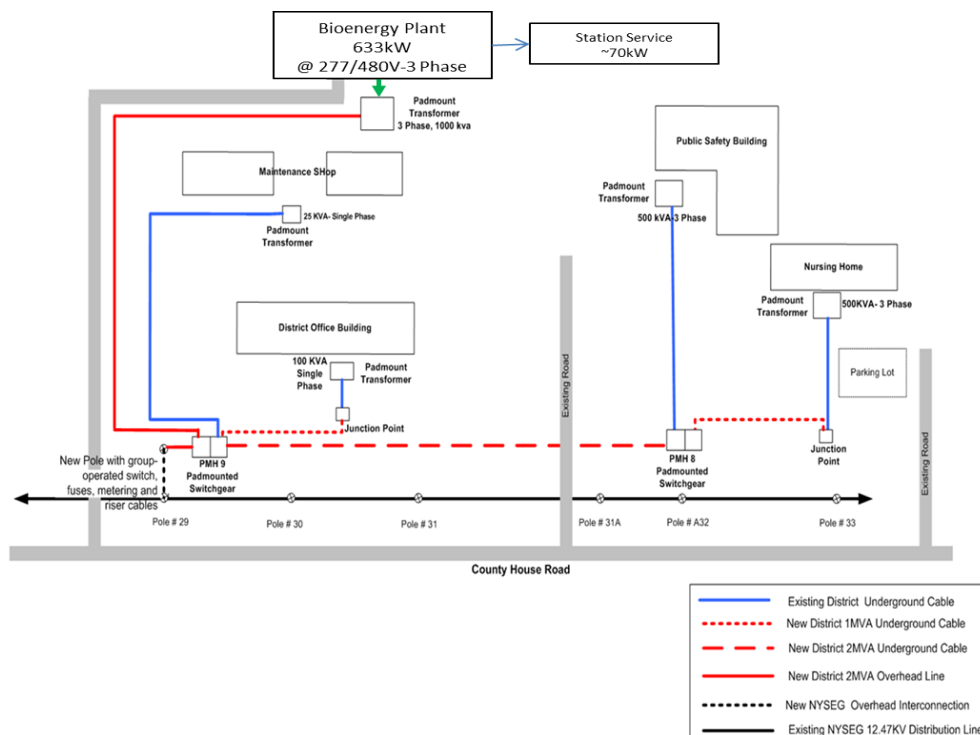 Bioenergy Plant
633kW
@ 277/480V-3 Phase
Station Service
~70kW
Padmount
Transformer
3 Phase, 1000 kva
Maintenance SHop
25 KVA- Single Phase
Padmount
Transformer
Public Safety Building
Padmount
Transformer
500 kVA-3 Phase
Nursing Home
Padmount
Transformer
500KVA- 3 Phase
Parking Lot
District Office Building
100 KVA
Single
Phase
Padmount
Transformer
Junction Point
Existing Road
Existing Road
New Pole with group-
operated switch,
fuses, metering and
riser cables
PMH 9
Padmounted
Switchgear
PMH 8
Padmounted
Switchgear
Junction
Point
Pole # 29
Pole # 30
Pole # 31
Pole # 31A
Pole # A32
Pole # 33
County House Road
Existing District Underground Cable
New District 1MVA Underground Cable
New District 2MVA Underground Cable
New District 2MVA Overhead Line
New NYSEG Overhead Interconnection
Existing NYSEG 12.47KV Distribution Line